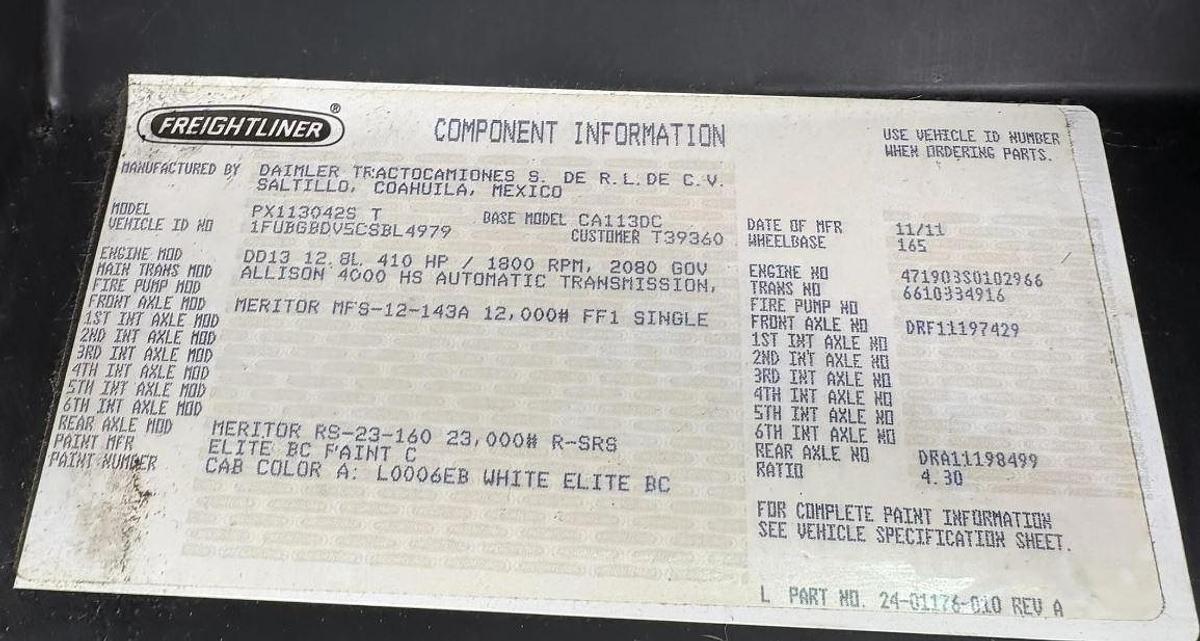 FREIGHTLINER ®
COMPONENT INFORMATION
USE VEHICLE ID NUMBER
WHEN ORDERING PARTS.
MANUFACTURED BY DAIMLER TRACTOCAMIONES S. DE R.L.DE C.V.
SALTILLO, COAHUILA, MEXICO
MODEL PX113042S T BASE MODEL CA113DC
VEHICLE ID NO 1FUBGBDV5CSBL4979 CUSTOMER T39360
ENGINE MOD DD13 12.8L 410 HP / 1800 RPM, 2080 GOV
MAIN TRANS MOD ALLISON 4000 HS AUTOMATIC TRANSMISSION,
FIRE PUMP MOD
FRONT AXLE MOD MERITOR MFS-12-143A 12,000# FF1 SINGLE
1ST INT AXLE MOD
2ND INT AXLE MOD
3RD INT AXLE MOD
4TH INT AXLE MOD
5TH INT AXLE MOD
6TH INT AXLE MOD
REAR AXLE MOD MERITOR RS-23-160 23,000# R-SRS
PAINT MFR ELITE BC PAINT C
PAINT NUMBER CAB COLOR A: L0006EB WHITE ELITE BC
DATE OF MFR 11/11
WHEELBASE 165
ENGINE NO 471903S0102966
TRANS NO 6610334916
FIRE PUMP NO
FRONT AXLE NO DRF11197429
1ST INT AXLE NO
2ND INT AXLE NO
3RD INT AXLE NO
4TH INT AXLE NO
5TH INT AXLE NO
6TH INT AXLE NO
REAR AXLE NO DRA11198499
RATIO 4.30
FOR COMPLETE PAINT INFORMATION
SEE VEHICLE SPECIFICATION SHEET.
L PART NO. 24-01176-010 REV A